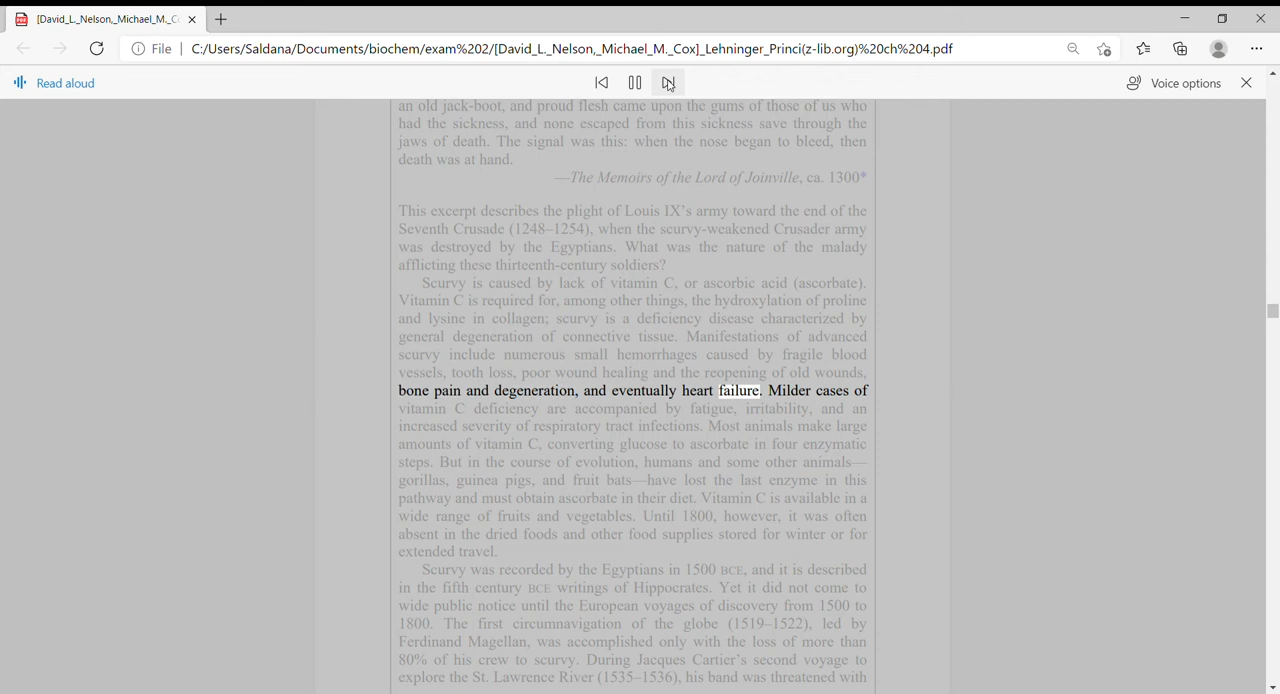 [David_L._Nelson,_Michael_M._C
File
C:/Users/Saldana/Documents/biochem/exam%202/[David_L._Nelson,_Michael_M._Cox]_Lehninger_Princi(z-lib.org)%20ch%204.pdf
Read aloud
Voice options
an old jack-boot, and proud flesh came upon the gums of those of us who
had the sickness, and none escaped from this sickness save through the
jaws of death. The signal was this: when the nose began to bleed, then
death was at hand.
—The Memoirs of the Lord of Joinville, ca. 1300*
This excerpt describes the plight of Louis IX’s army toward the end of the
Seventh Crusade (1248–1254), when the scurvy-weakened Crusader army
was destroyed by the Egyptians. What was the nature of the malady
afflicting these thirteenth-century soldiers?
Scurvy is caused by lack of vitamin C, or ascorbic acid (ascorbate).
Vitamin C is required for, among other things, the hydroxylation of proline
and lysine in collagen; scurvy is a deficiency disease characterized by
general degeneration of connective tissue. Manifestations of advanced
scurvy include numerous small hemorrhages caused by fragile blood
vessels, tooth loss, poor wound healing and the reopening of old wounds,
bone pain and degeneration, and eventually heart failure. Milder cases of
vitamin C deficiency are accompanied by fatigue, irritability, and an
increased severity of respiratory tract infections. Most animals make large
amounts of vitamin C, converting glucose to ascorbate in four enzymatic
steps. But in the course of evolution, humans and some other animals—
gorillas, guinea pigs, and fruit bats—have lost the last enzyme in this
pathway and must obtain ascorbate in their diet. Vitamin C is available in a
wide range of fruits and vegetables. Until 1800, however, it was often
absent in the dried foods and other food supplies stored for winter or for
extended travel.
Scurvy was recorded by the Egyptians in 1500 BCE, and it is described
in the fifth century BCE writings of Hippocrates. Yet it did not come to
wide public notice until the European voyages of discovery from 1500 to
1800. The first circumnavigation of the globe (1519–1522), led by
Ferdinand Magellan, was accomplished only with the loss of more than
80% of his crew to scurvy. During Jacques Cartier’s second voyage to
explore the St. Lawrence River (1535–1536), his band was threatened with